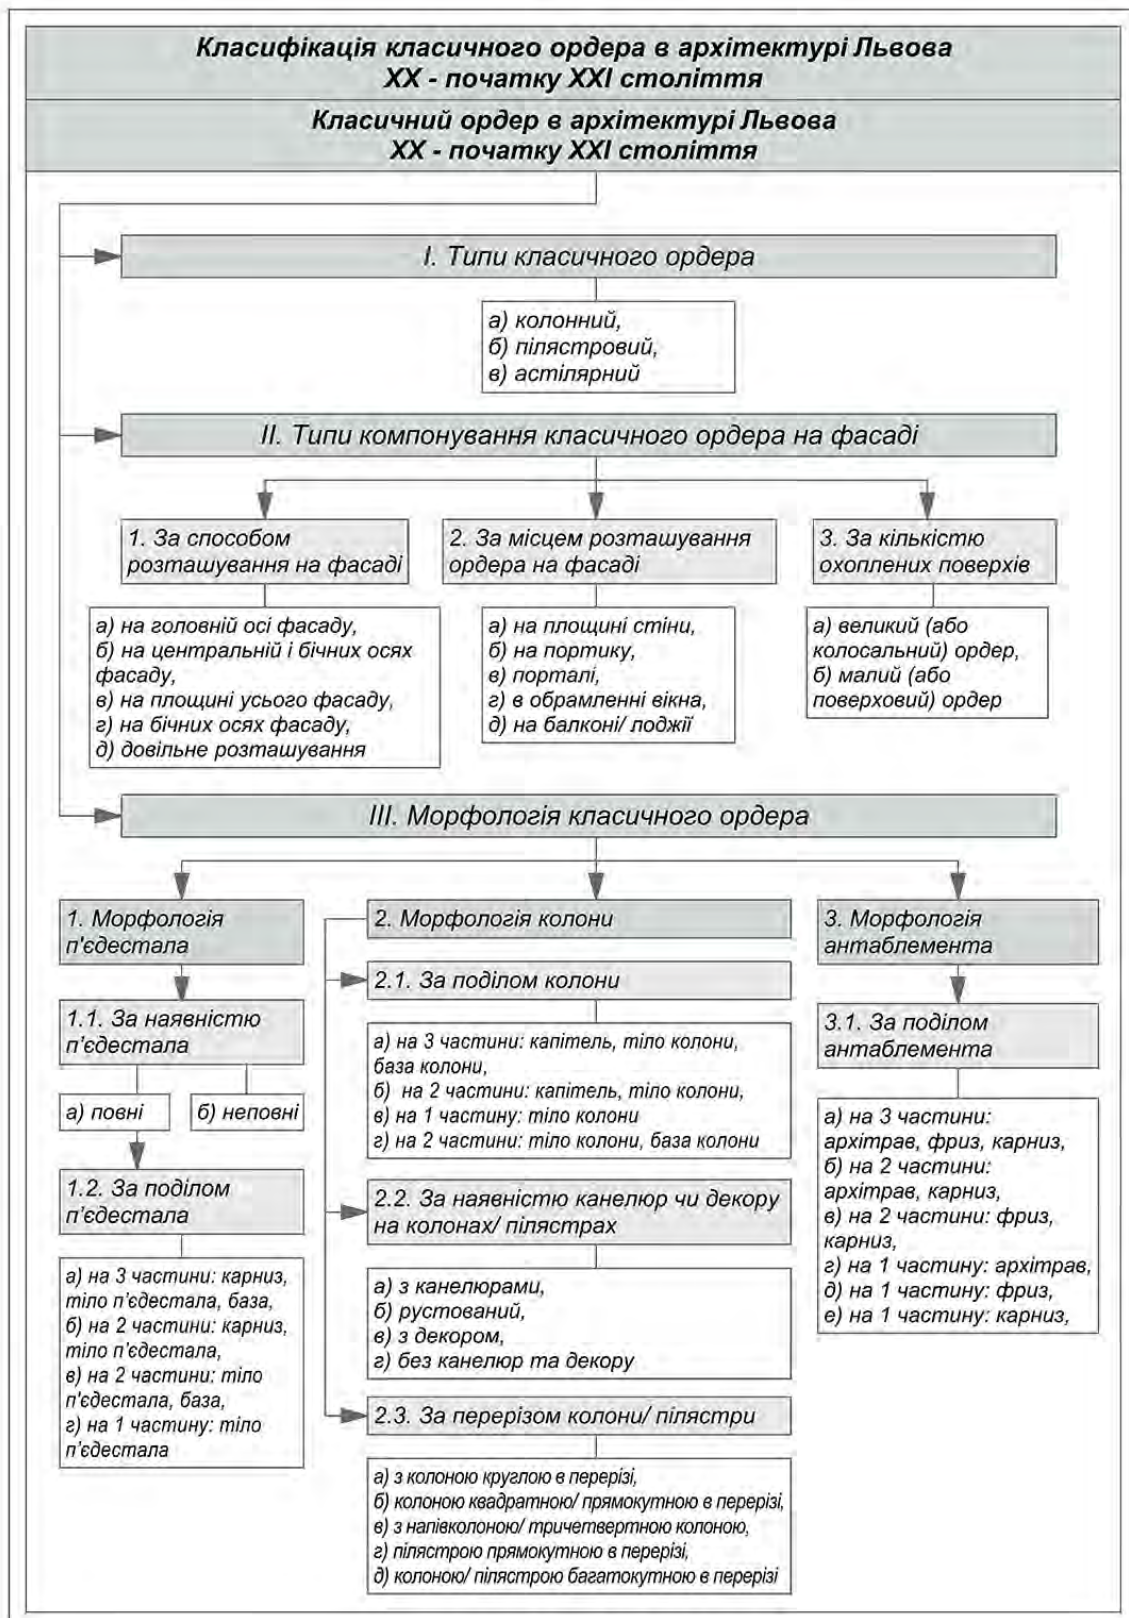 Класифікація класичного ордера в архітектурі Львова
XX - початку XXI століття
Класичний ордер в архітектурі Львова
XX - початку XXI століття
I. Типи класичного ордера
а) колонний,
б) пілястровий,
в) астілярний
II. Типи компонування класичного ордера на фасаді
1. За способом
розташування на фасаді
а) на головній осі фасаду,
б) на центральній і бічних осях
фасаду,
в) на площині усього фасаду,
г) на бічних осях фасаду,
д) довільне розташування
2. За місцем розташування
ордера на фасаді
а) на площині стіни,
б) на портику,
в) порталі,
г) в обрамленні вікна,
д) на балконі/ лоджії
3. За кількістю
охоплених поверхів
а) великий (або
колосальний) ордер,
б) малий (або
поверховий) ордер
III. Морфологія класичного ордера
1. Морфологія
п'єдестала
1.1. За наявністю
п'єдестала
а) повні
б) неповні
1.2. За поділом
п'єдестала
а) на 3 частини: карниз,
тіло п'єдестала, база,
б) на 2 частини: карниз,
тіло п'єдестала,
в) на 2 частини: тіло
п'єдестала, база,
г) на 1 частину: тіло
п'єдестала
2. Морфологія колони
2.1. За поділом колони
а) на 3 частини: капітель, тіло колони,
база колони,
б) на 2 частини: капітель, тіло колони,
в) на 1 частину: тіло колони
г) на 2 частини: тіло колони, база колони
2.2. За наявністю канелюр чи декору
на колонах/ пілястрах
а) з канелюрами,
б) рустований,
в) з декором,
г) без канелюр та декору
2.3. За перерізом колони/ пілястри
а) з колоною круглою в перерізі,
б) колоною квадратною/ прямокутною в перерізі,
в) з напівколоною/ тричетвертною колоною,
г) пілястрою прямокутною в перерізі,
д) колоною/ пілястрою багатокутною в перерізі
3. Морфологія
антаблемента
3.1. За поділом
антаблемента
а) на 3 частини:
архітрав, фриз, карниз,
б) на 2 частини:
архітрав, карниз,
в) на 2 частини: фриз,
карниз,
г) на 1 частину: архітрав,
д) на 1 частину: фриз,
е) на 1 частину: карниз,